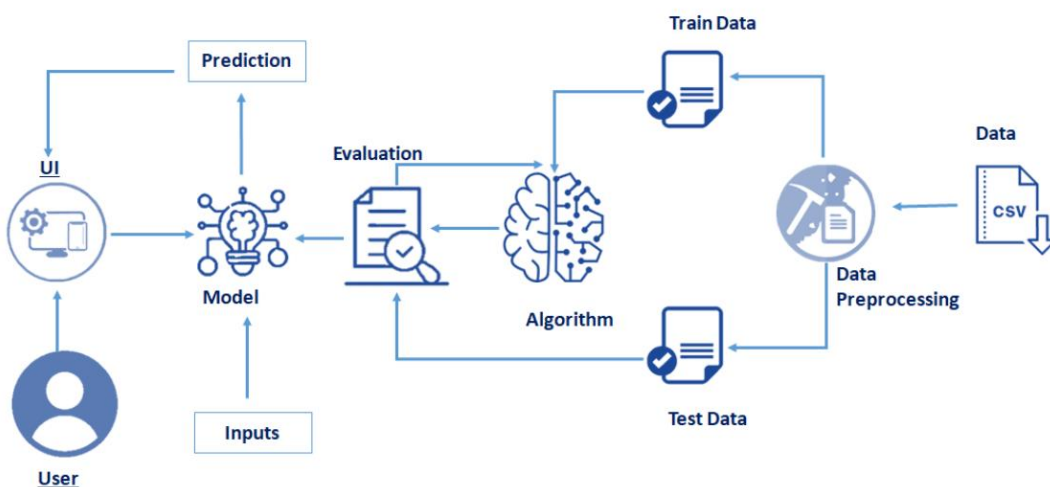 Train Data
Prediction
Evaluation
Data
UI
CSV
Model
Algorithm
Data
Preprocessing
Inputs
Test Data
User